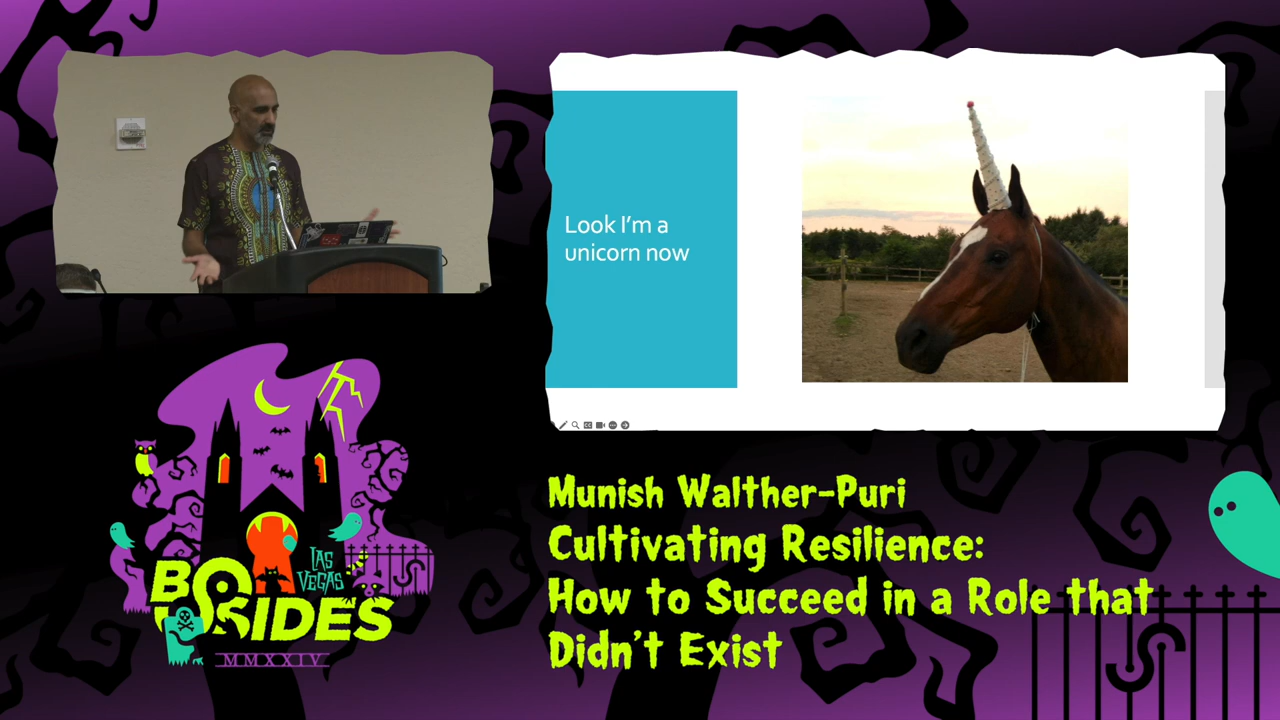 Look I'm a
unicorn now
Munish Walther-Puri
Cultivating Resilience:
How to Succeed in a Role that
Didn't Exist
LAS
VEGAS
BSIDES
MMXXIV